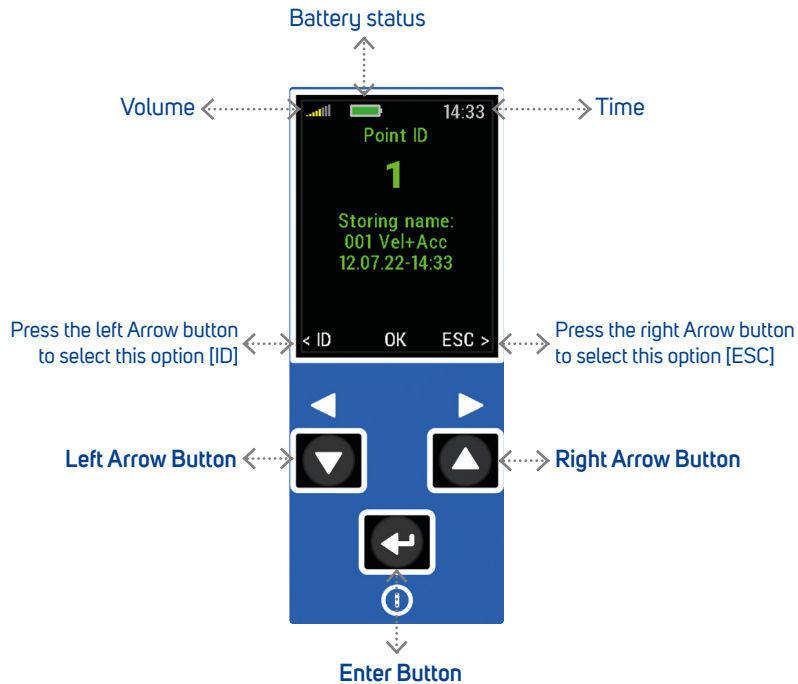 Battery status
Volume
Time
14:33
Point ID
1
Storing name:
001 Vel+Acc
12.07.22-14:33
Press the left Arrow button
to select this option [ID]
< ID OK ESC >
Press the right Arrow button
to select this option [ESC]
Left Arrow Button
Right Arrow Button
Enter Button